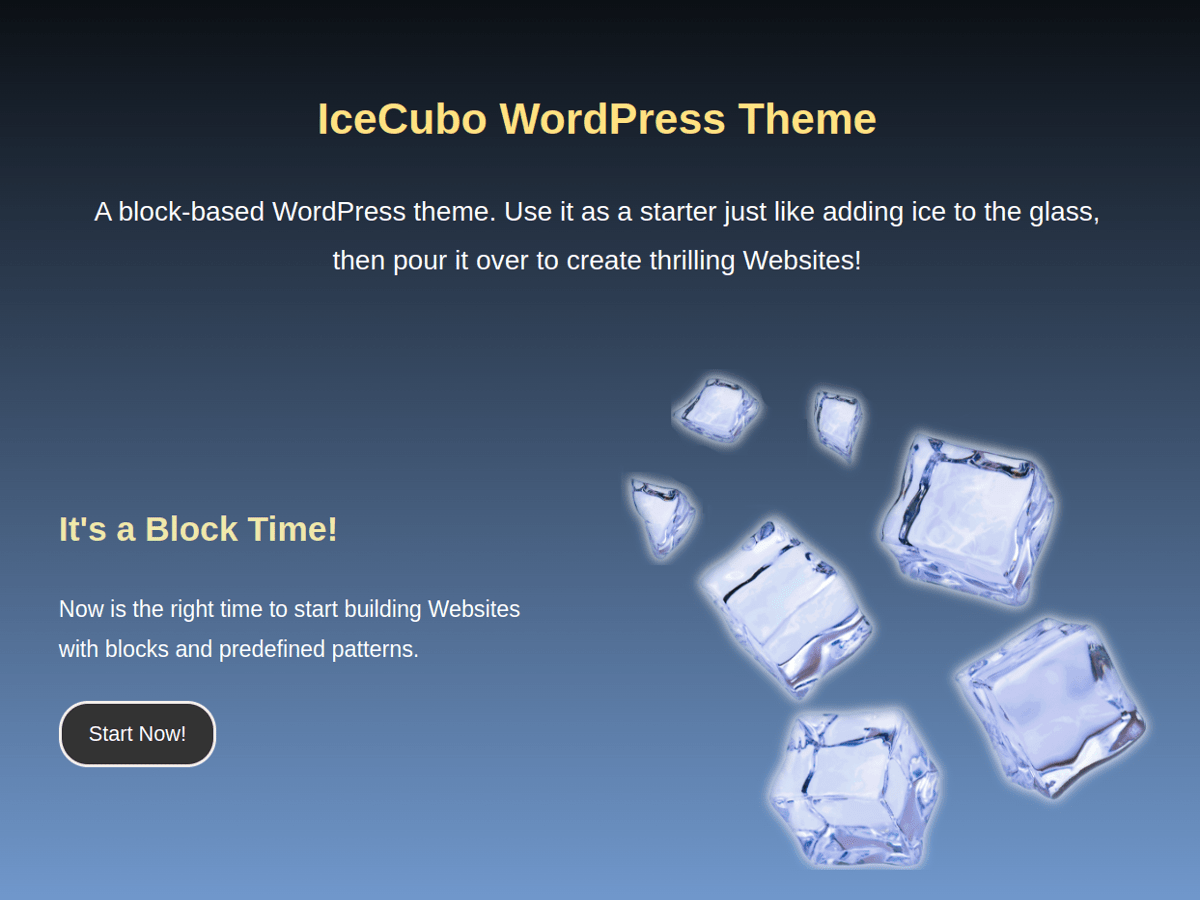 IceCubo WordPress Theme
A block-based WordPress theme. Use it as a starter just like adding ice to the glass,
then pour it over to create thrilling Websites!
It's a Block Time!
Now is the right time to start building Websites
with blocks and predefined patterns.
Start Now!